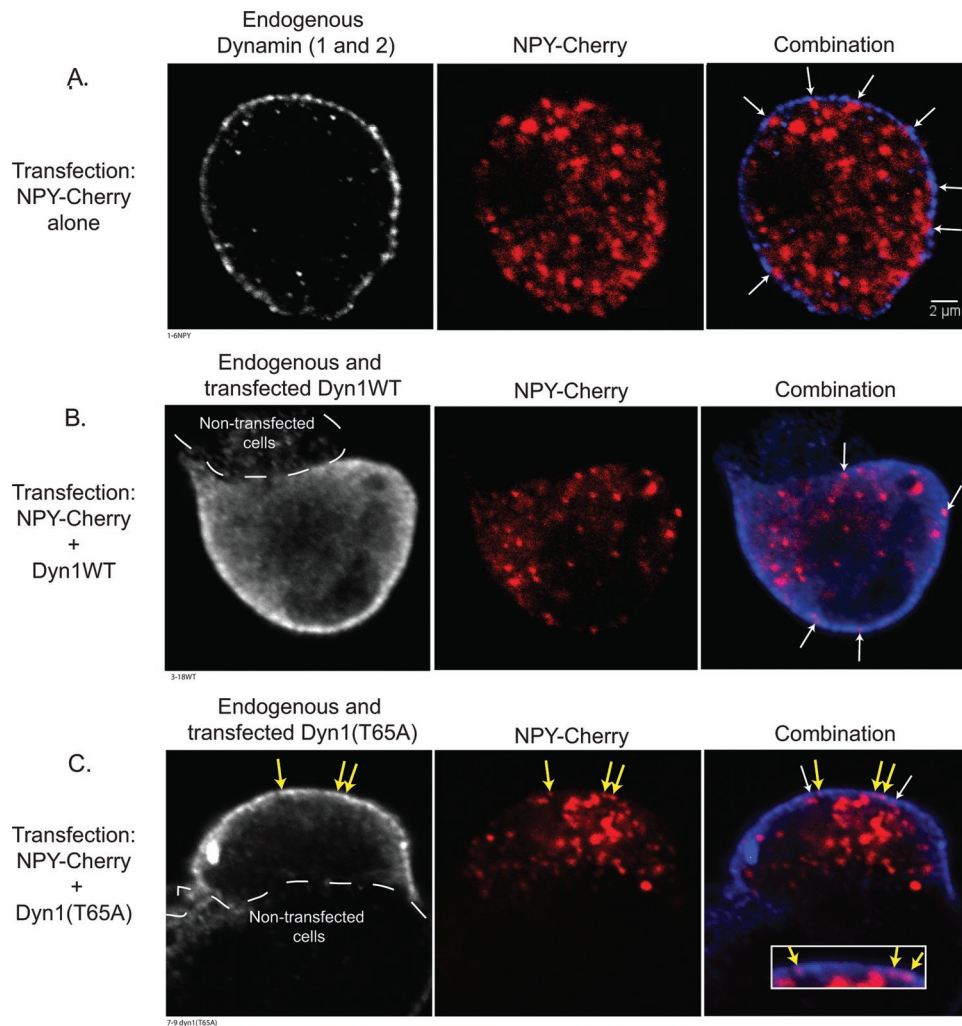 Endogenous
Dynamin (1 and 2)
NPY-Cherry
Combination
A.
Transfection:
NPY-Cherry
alone
2 µm
1-6NPY
Endogenous and
transfected Dyn1WT
NPY-Cherry
Combination
B.
Non-transfected
cells
Transfection:
NPY-Cherry
+
Dyn1WT
3-18WT
Endogenous and
transfected Dyn1(T65A)
NPY-Cherry
Combination
C.
Transfection:
NPY-Cherry
+
Dyn1(T65A)
Non-transfected
cells
7-9 dyn1(T65A)